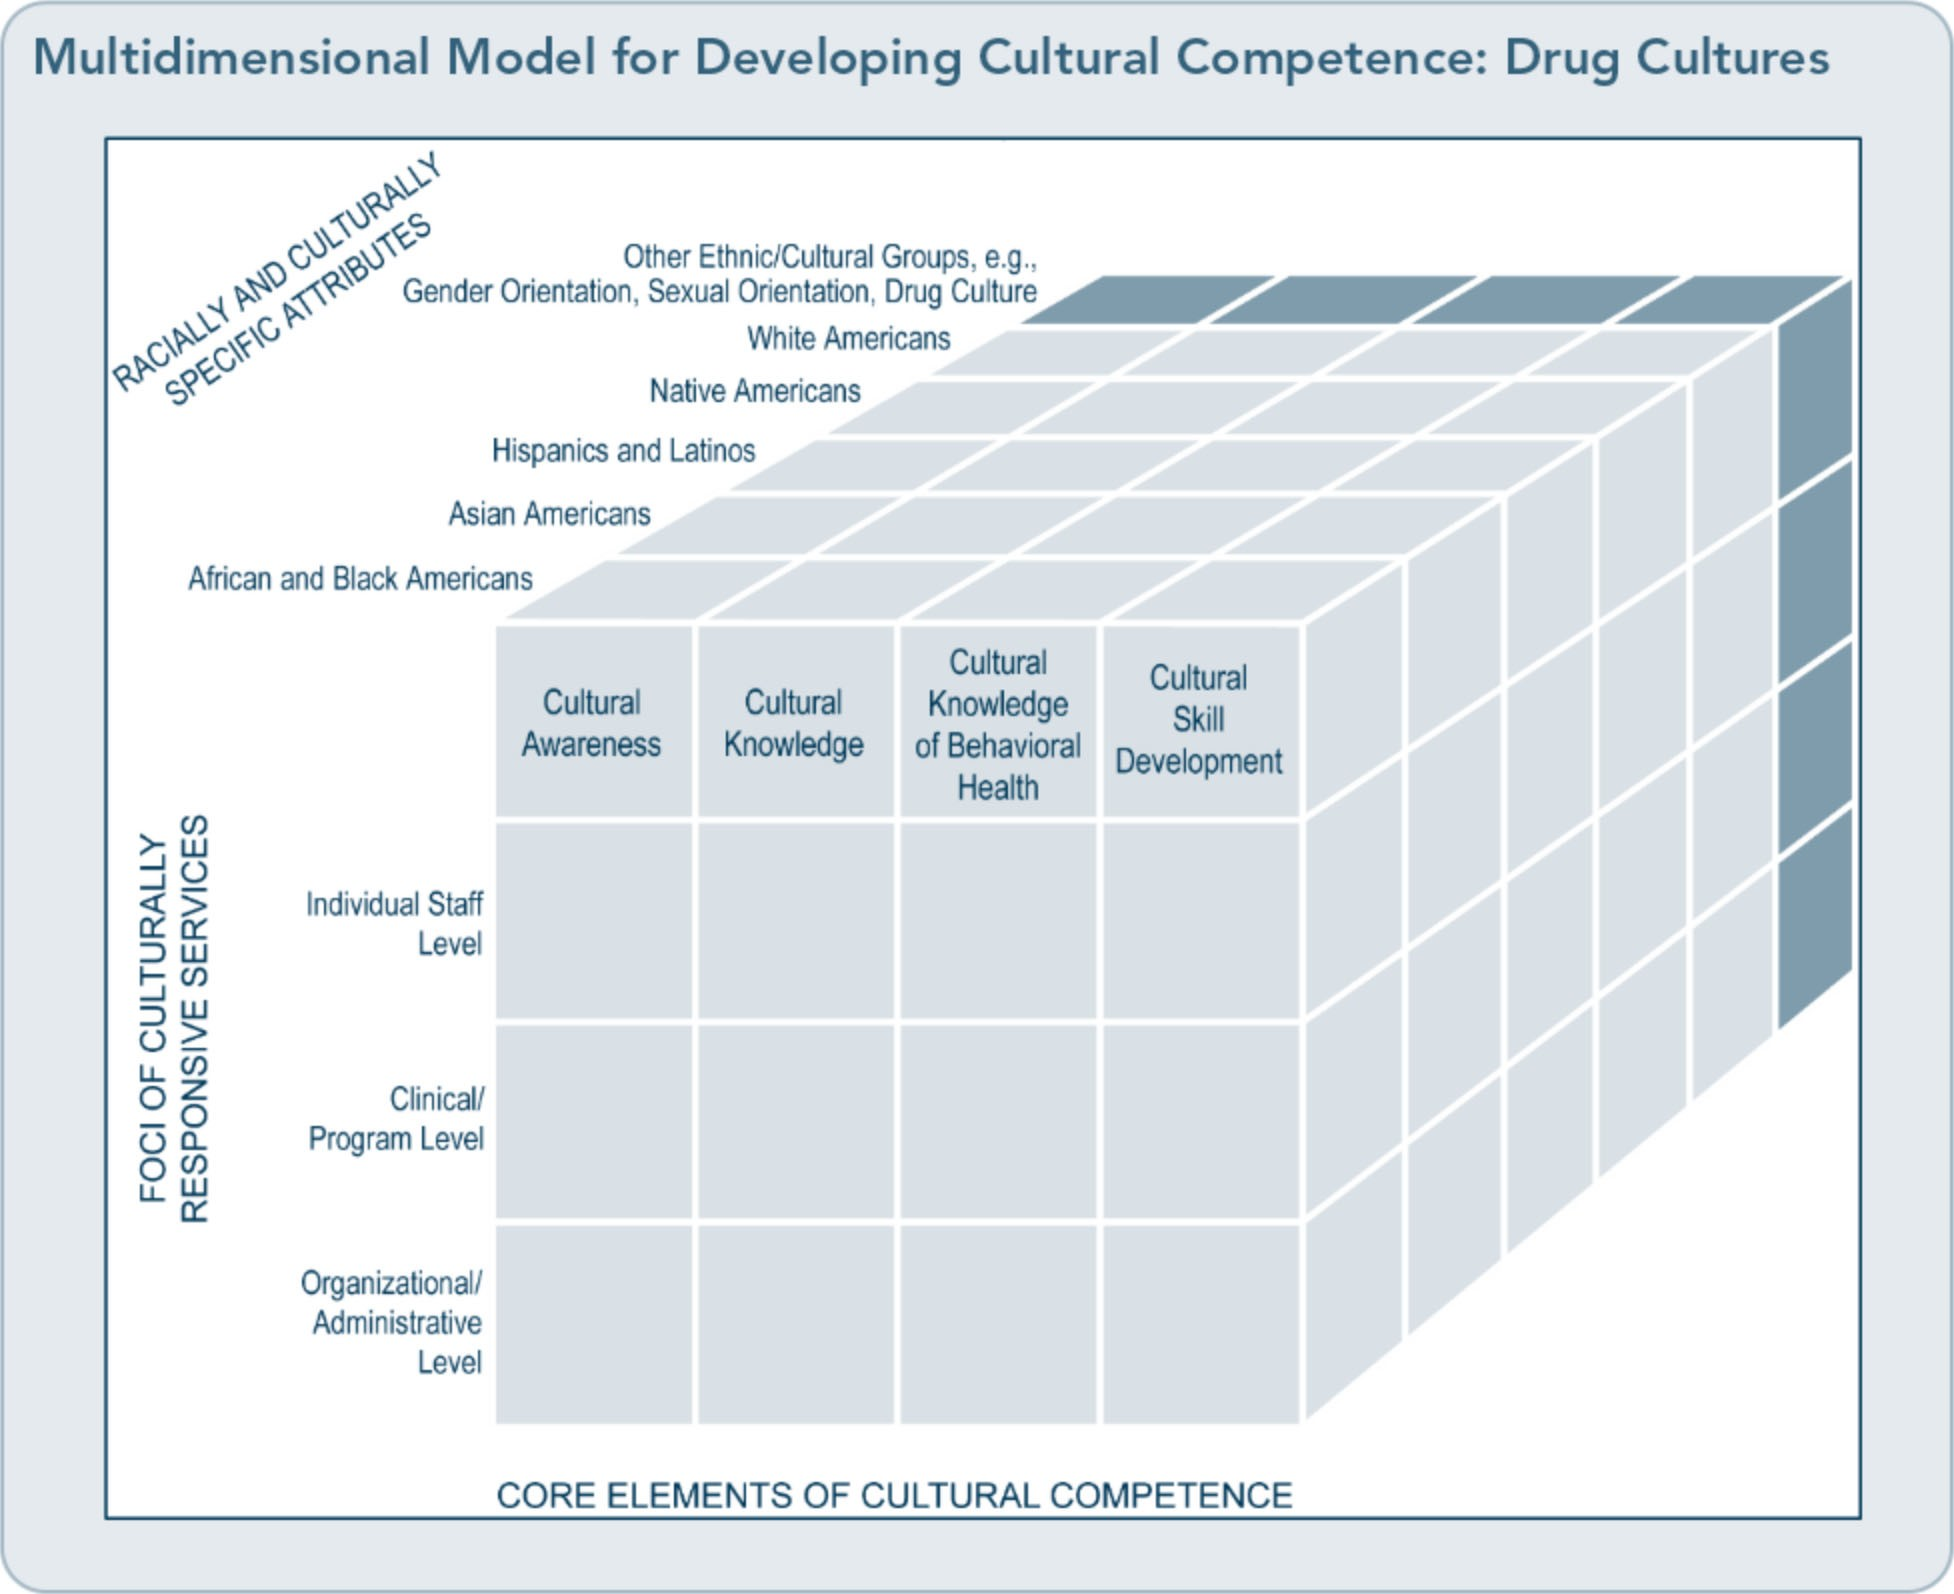 Multidimensional Model for Developing Cultural Competence: Drug Cultures
RACIALLY AND CULTURALLY
SPECIFIC ATTRIBUTES
Other Ethnic/Cultural Groups, e.g.,
Gender Orientation, Sexual Orientation, Drug Culture
White Americans
Native Americans
Hispanics and Latinos
Asian Americans
African and Black Americans
Cultural
Awareness
Cultural
Knowledge
Cultural
Knowledge
of Behavioral
Health
Cultural
Skill
Development
FOCI OF CULTURALLY
RESPONSIVE SERVICES
Individual Staff
Level
Clinical/
Program Level
Organizational/
Administrative
Level
CORE ELEMENTS OF CULTURAL COMPETENCE